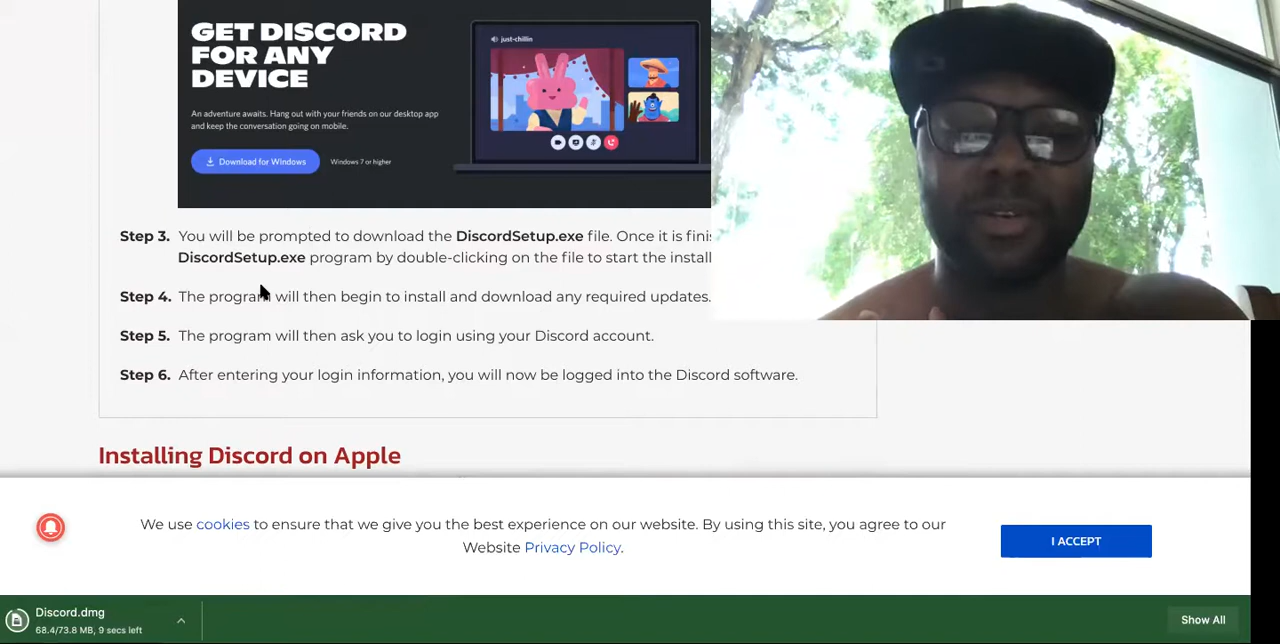 GET DISCORD
FOR ANY
DEVICE
just-chillin
An adventure awaits. Hang out with your friends on our desktop app
and keep the conversation going on mobile.
Download for Windows
Windows 7 or higher
Step 3. You will be prompted to download the DiscordSetup.exe file. Once it is
DiscordSetup.exe program by double-clicking on the file to start the
Step 4. The program will then begin to install and download any required updates.
Step 5. The program will then ask you to login using your Discord account.
Step 6. After entering your login information, you will now be logged into the Discord software.
Installing Discord on Apple
We use cookies to ensure that we give you the best experience on our website. By using this site, you agree to our
Website Privacy Policy.
I ACCEPT
Discord.dmg
68.4/73.8 MB, 9 secs left
Show All